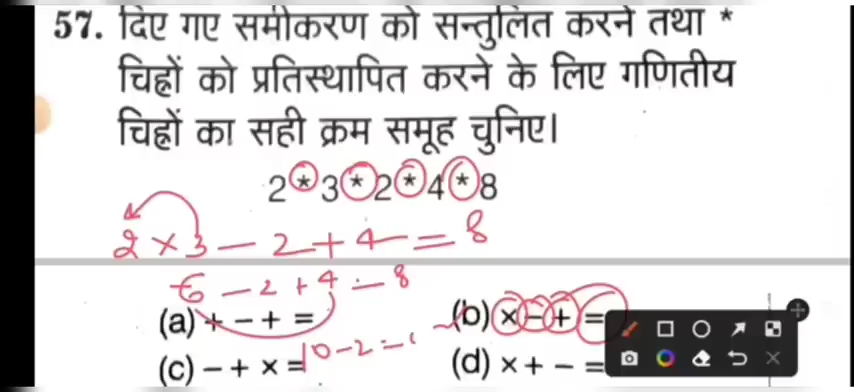 57. दिए गए समीकरण को सन्तुलित करने तथा *
चिह्नों को प्रतिस्थापित करने के लिए गणितीय
चिह्नों का सही क्रम समूह चुनिए।
2 * 3 * 2 * 4 * 8
2 × 3 – 2 + 4 = 8
6 – 2 + 4 = 8
(a) + – + = (b) × – + =
(c) – + × = (d) × + – =
10 – 2 =